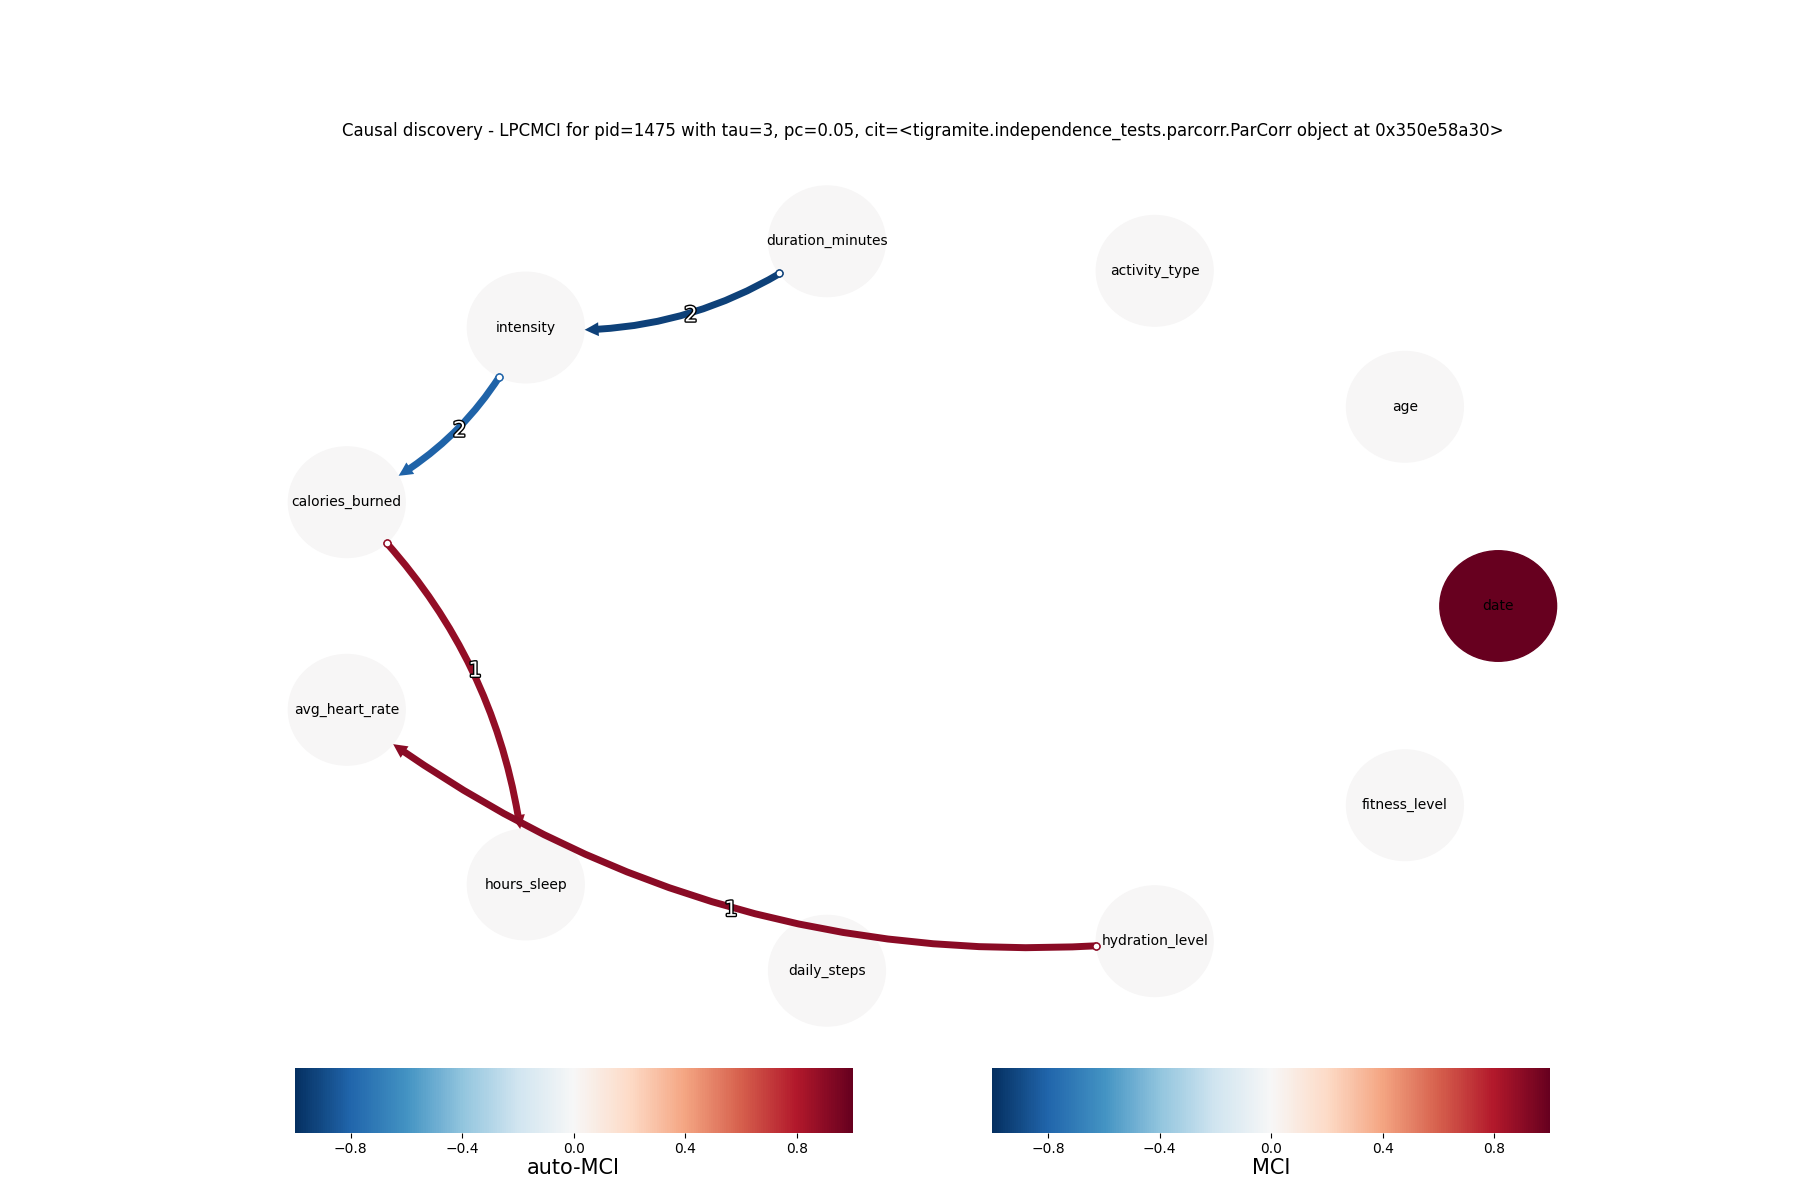 Causal discovery - LPCMCI for pid=1475 with tau=3, pc=0.05, cit=<tigramite.independence_tests.parcorr.ParCorr object at 0x350e58a30>
duration_minutes
activity_type
intensity
2
age
2
calories_burned
date
1
avg_heart_rate
fitness_level
hours_sleep
1
hydration_level
daily_steps
−0.8 −0.4 0.0 0.4 0.8
auto-MCI
−0.8 −0.4 0.0 0.4 0.8
MCI